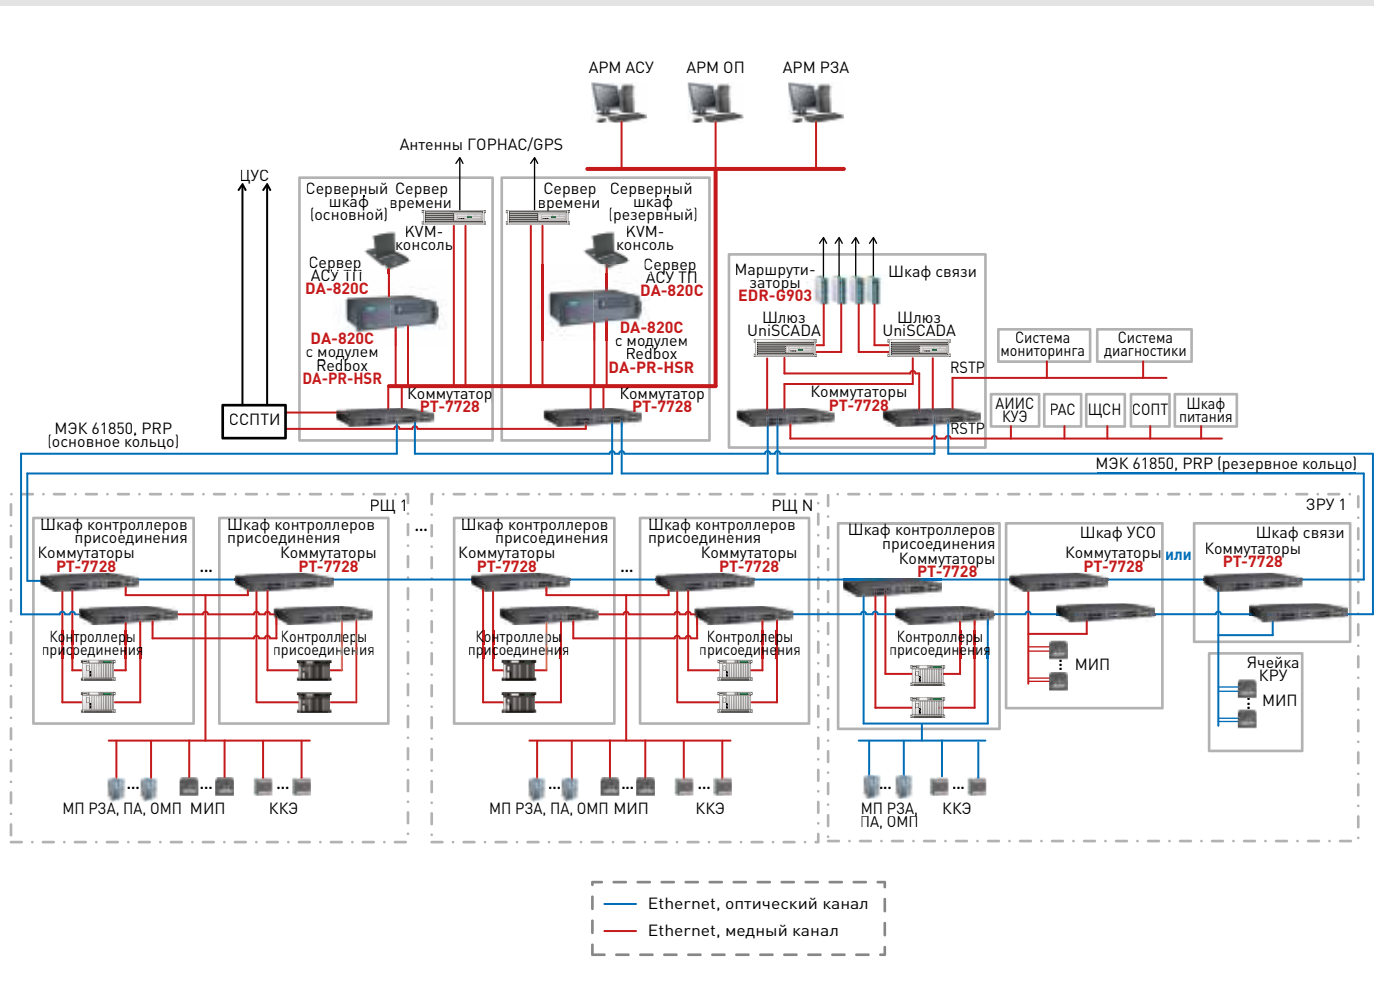 АРМ АСУ
АРМ ОП
АРМ РЗА
Антенны ГОРНАС/GPS
ЦУС
Серверный
шкаф
(основной)
Сервер
времени
KVM-
консоль
Сервер
АСУ ТП
DA-820C
DA-820C
с модулем
Redbox
DA-PR-HSR
Коммутатор
PT-7728
Сервер
времени
Серверный
шкаф
(резервный)
KVM-
консоль
Сервер
АСУ ТП
DA-820C
DA-820C
с модулем
Redbox
DA-PR-HSR
Коммутатор
PT-7728
Маршрути-
заторы
EDR-G903
Шкаф связи
Шлюз
UniSCADA
Шлюз
UniSCADA
Коммутаторы
PT-7728
RSTP
RSTP
Система
мониторинга
Система
диагностики
АИИС
КУЭ
РАС
ЩСН
СОПТ
Шкаф
питания
ССПТИ
МЭК 61850, PRP
(основное кольцо)
МЭК 61850, PRP (резервное кольцо)
РЩ 1
Шкаф контроллеров
присоединения
Коммутаторы
PT-7728
Контроллеры
присоединения
...
Шкаф контроллеров
присоединения
Коммутаторы
PT-7728
Контроллеры
присоединения
...
МП РЗА, ПА, ОМП
МИП
ККЭ
РЩ N
Шкаф контроллеров
присоединения
Коммутаторы
PT-7728
Контроллеры
присоединения
...
Шкаф контроллеров
присоединения
Коммутаторы
PT-7728
Контроллеры
присоединения
МП РЗА, ПА, ОМП
МИП
ККЭ
ЗРУ 1
Шкаф контроллеров
присоединения
Коммутаторы
PT-7728
Контроллеры
присоединения
МП РЗА,
ПА, ОМП
ККЭ
Шкаф УСО
Коммутаторы
PT-7728
МИП
или
Шкаф связи
Коммутаторы
PT-7728
Ячейка
КРУ
МИП
Ethernet, оптический канал
Ethernet, медный канал